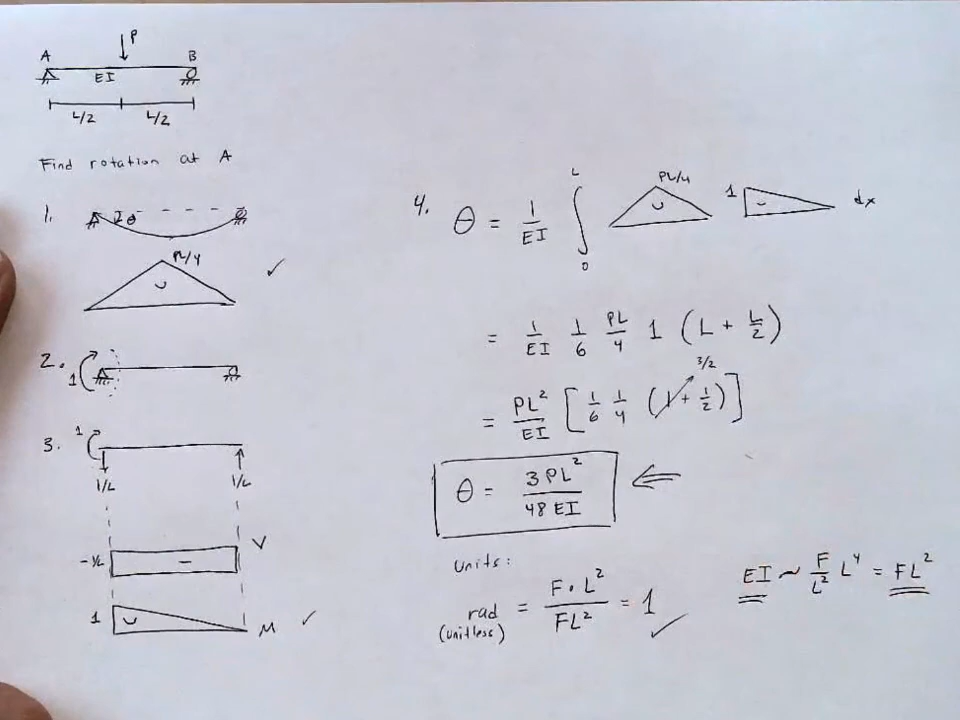 P
A B
EI
L/2 L/2
Find rotation at A
1. θ
PL/4 ✓
2. 1
3. 1
1/L 1/L
-1/L − V
1 M ✓
4. θ = 1/EI ∫₀ᴸ PL/4 1 dx
= 1/EI 1/6 PL/4 1 (L + L/2)
3/2
= PL²/EI [1/6 1/4 (1 + 1/2)]
θ = 3PL²/48EI ⇐
units:
rad (unitless) = F·L²/FL² = 1 ✓
EI ~ F/L² L⁴ = FL²